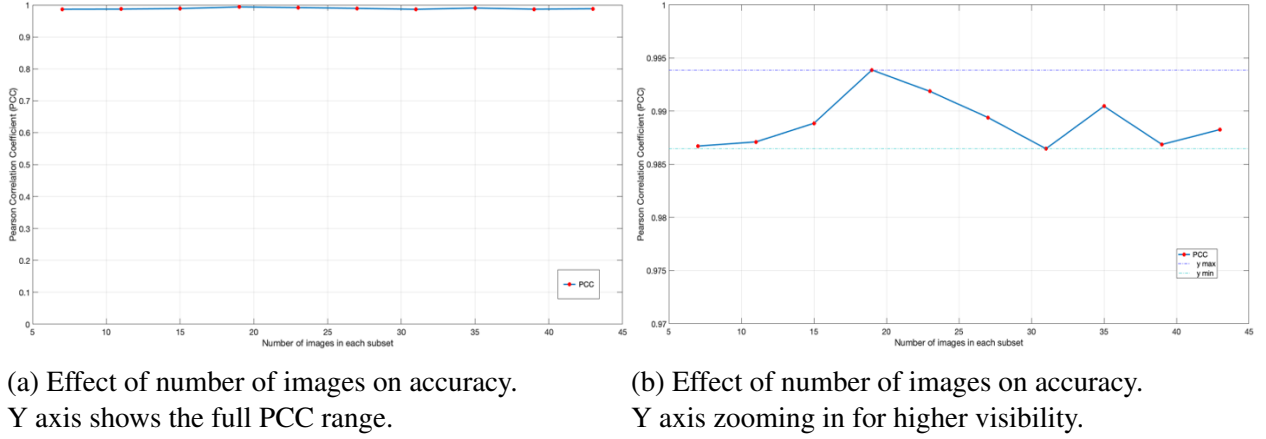 1
0.9
0.8
0.7
0.6
0.5
0.4
0.3
0.2
0.1
0
Pearson Correlation Coefficient (PCC)
PCC
5 10 15 20 25 30 35 40 45
Number of images in each subset
1
0.995
0.99
0.985
0.98
0.975
0.97
Pearson Correlation Coefficient (PCC)
PCC
y max
y min
5 10 15 20 25 30 35 40 45
Number of images in each subset
(a) Effect of number of images on accuracy.
Y axis shows the full PCC range.
(b) Effect of number of images on accuracy.
Y axis zooming in for higher visibility.